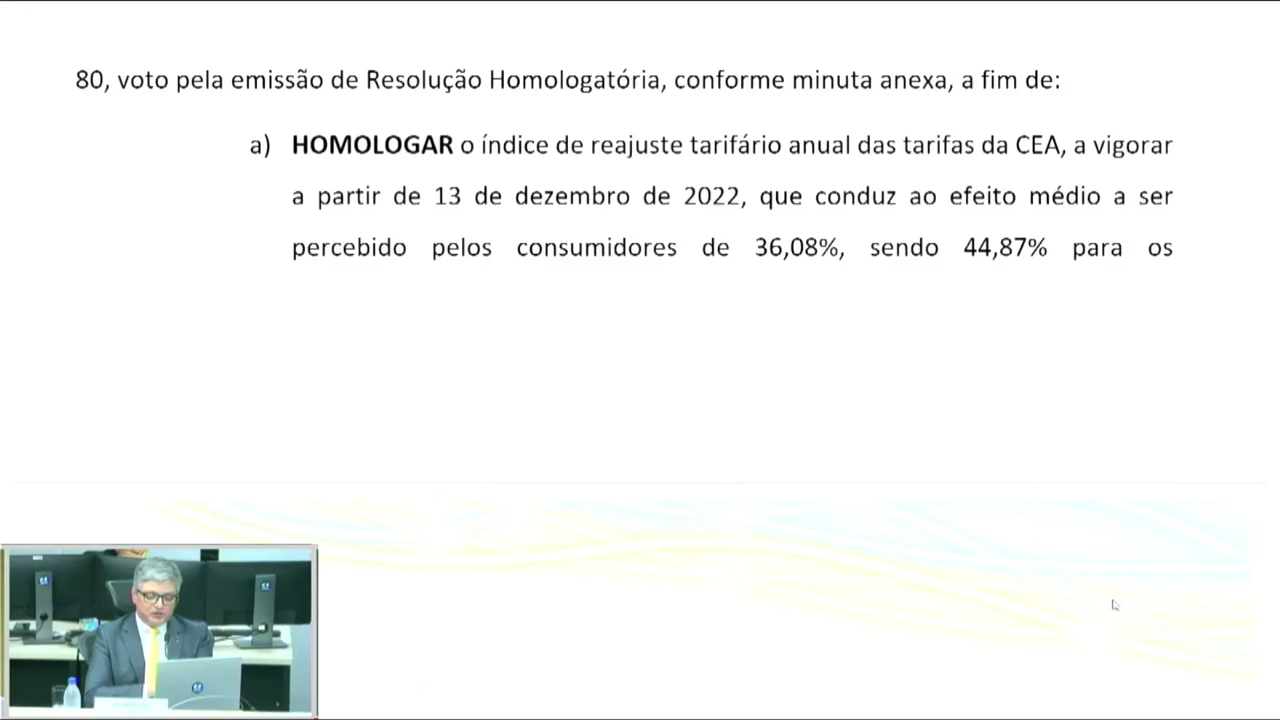 80, voto pela emissão de Resolução Homologatória, conforme minuta anexa, a fim de:
a) HOMOLOGAR o índice de reajuste tarifário anual das tarifas da CEA, a vigorar
a partir de 13 de dezembro de 2022, que conduz ao efeito médio a ser
percebido pelos consumidores de 36,08%, sendo 44,87% para os